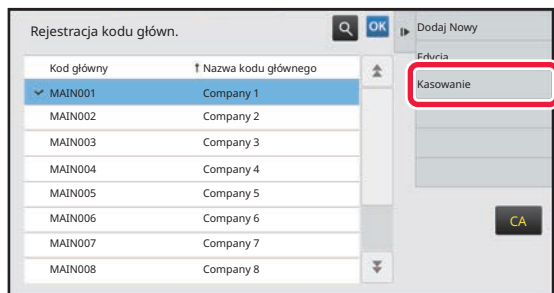 Rejestracja kodu główn.
OK
Dodaj Nowy
Edycja
Kasowanie
Kod główny Nazwa kodu głównego
MAIN001 Company 1
MAIN002 Company 2
MAIN003 Company 3
MAIN004 Company 4
MAIN005 Company 5
MAIN006 Company 6
MAIN007 Company 7
MAIN008 Company 8
CA